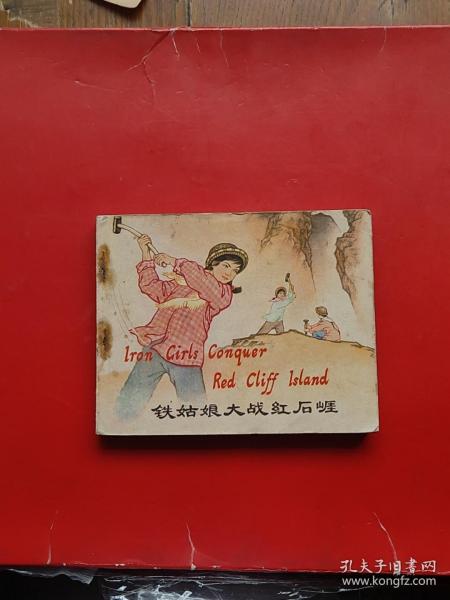 Iron Girls Conquer
Red Cliff Island
铁姑娘大战红石崕
孔夫子旧书网
www.kongfz.com